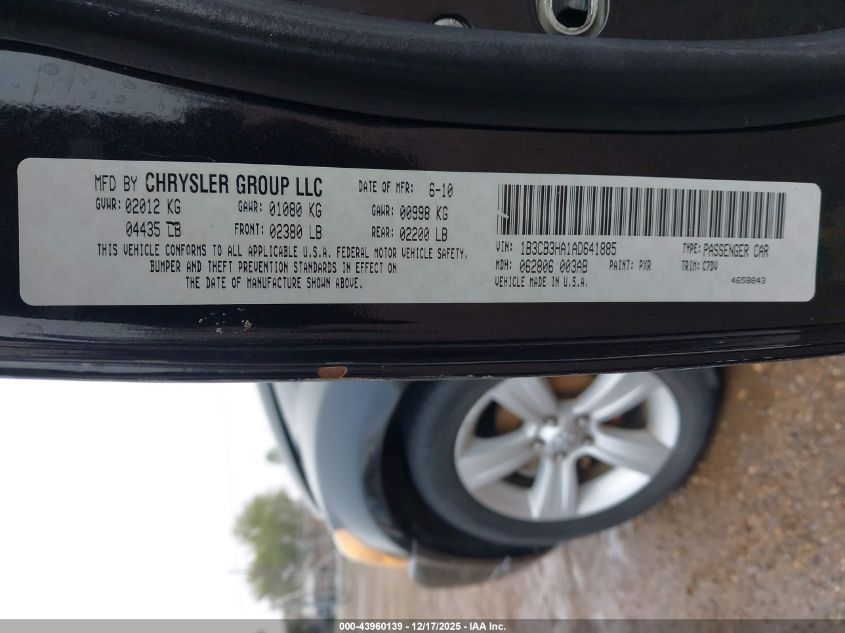 MFD BY CHRYSLER GROUP LLC DATE OF MFR: 6-10
GVWR: 02012 KG GAWR: 01080 KG GAWR: 00998 KG
04435 LB FRONT: 02380 LB REAR: 02200 LB
THIS VEHICLE CONFORMS TO ALL APPLICABLE U.S.A. FEDERAL MOTOR VEHICLE SAFETY,
BUMPER AND THEFT PREVENTION STANDARDS IN EFFECT ON
THE DATE OF MANUFACTURE SHOWN ABOVE.
VIN: 1B3CB3HA1AD641885 TYPE: PASSENGER CAR
MDH: 062806 003AB PAINT: PXR TRIM: C7DV
VEHICLE MADE IN U.S.A. 4658843
000-43960139 - 12/17/2025 - IAA Inc.